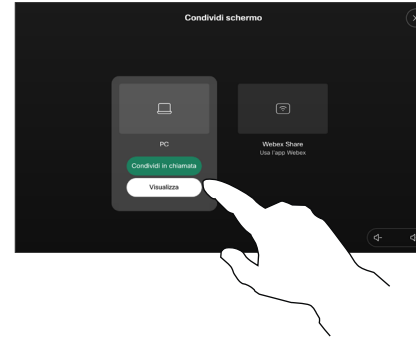 Condividi schermo
PC
Condividi in chiamata
Visualizza
Webex Share
Usa l'app Webex